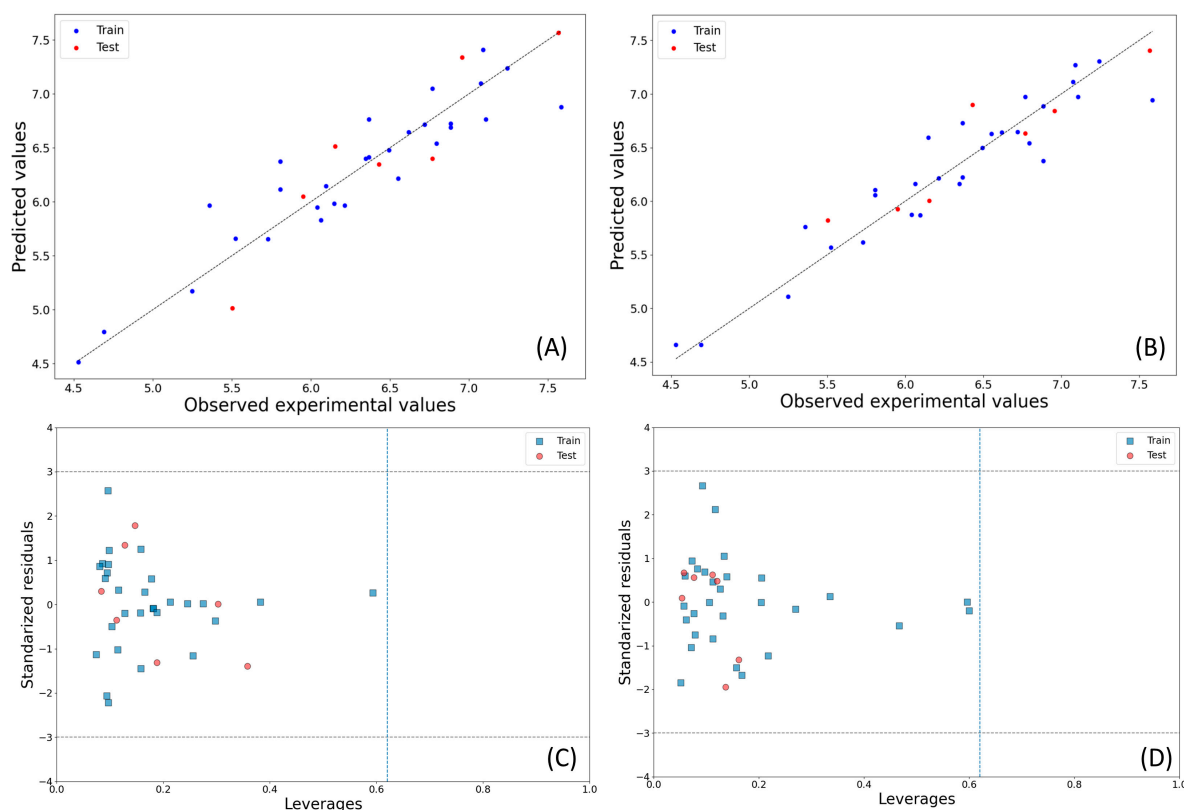 Train
Test
7.5
7.0
6.5
6.0
5.5
5.0
4.5
Predicted values
4.5 5.0 5.5 6.0 6.5 7.0 7.5
Observed experimental values
(A)
Train
Test
7.5
7.0
6.5
6.0
5.5
5.0
4.5
Predicted values
4.5 5.0 5.5 6.0 6.5 7.0 7.5
Observed experimental values
(B)
Train
Test
4
3
2
1
0
−1
−2
−3
−4
Standarized residuals
0.0 0.2 0.4 0.6 0.8 1.0
Leverages
(C)
Train
Test
4
3
2
1
0
−1
−2
−3
−4
Standarized residuals
0.0 0.2 0.4 0.6 0.8 1.0
Leverages
(D)